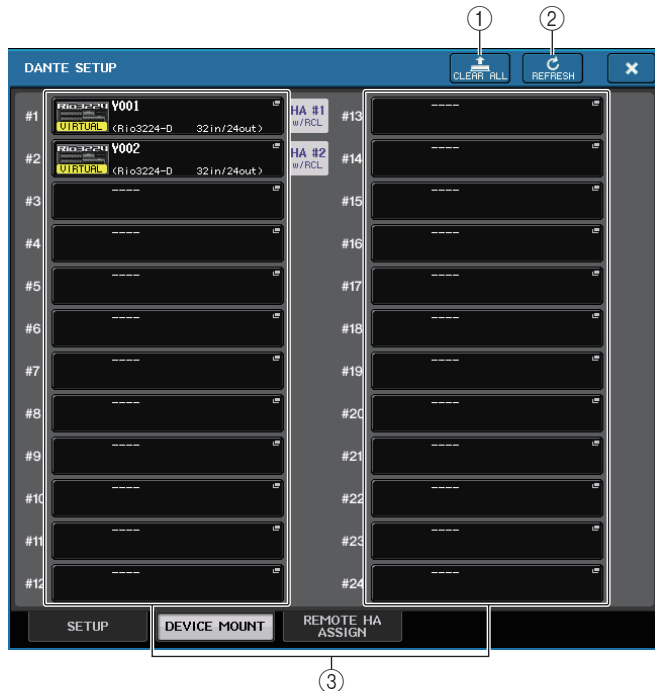 ① ②
DANTE SETUP CLEAR ALL REFRESH ×
#1 Rio3224 VIRTUAL Y001 (Rio3224-D 32in/24out) HA #1 w/RCL #13 ----
#2 Rio3224 VIRTUAL Y002 (Rio3224-D 32in/24out) HA #2 w/RCL #14 ----
#3 ---- #15 ----
#4 ---- #16 ----
#5 ---- #17 ----
#6 ---- #18 ----
#7 ---- #19 ----
#8 ---- #20 ----
#9 ---- #21 ----
#10 ---- #22 ----
#11 ---- #23 ----
#12 ---- #24 ----
SETUP DEVICE MOUNT REMOTE HA ASSIGN
③